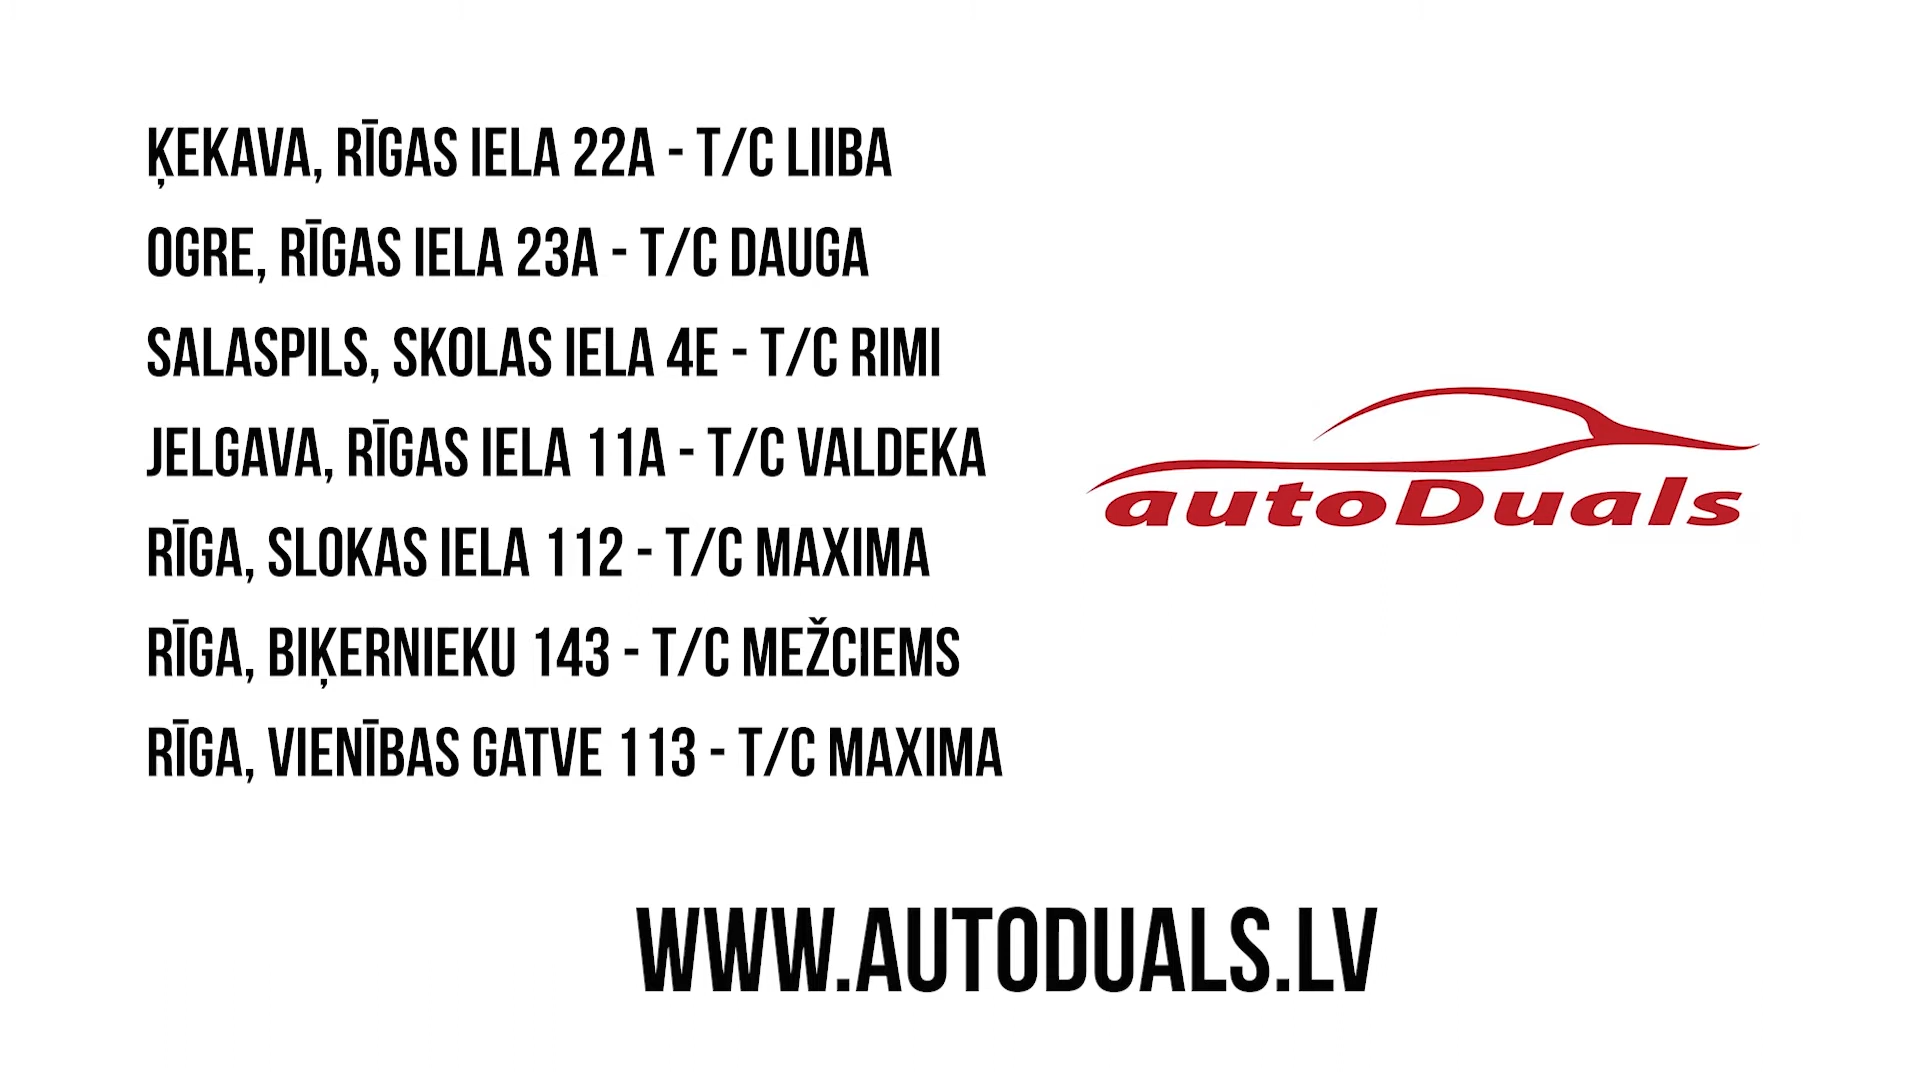 ĶEKAVA, RĪGAS IELA 22A - T/C LIIBA
OGRE, RĪGAS IELA 23A - T/C DAUGA
SALASPILS, SKOLAS IELA 4E - T/C RIMI
JELGAVA, RĪGAS IELA 11A - T/C VALDEKA
RĪGA, SLOKAS IELA 112 - T/C MAXIMA
RĪGA, BIĶERNIEKU 143 - T/C MEŽCIEMS
RĪGA, VIENĪBAS GATVE 113 - T/C MAXIMA
autoDuals
WWW.AUTODUALS.LV